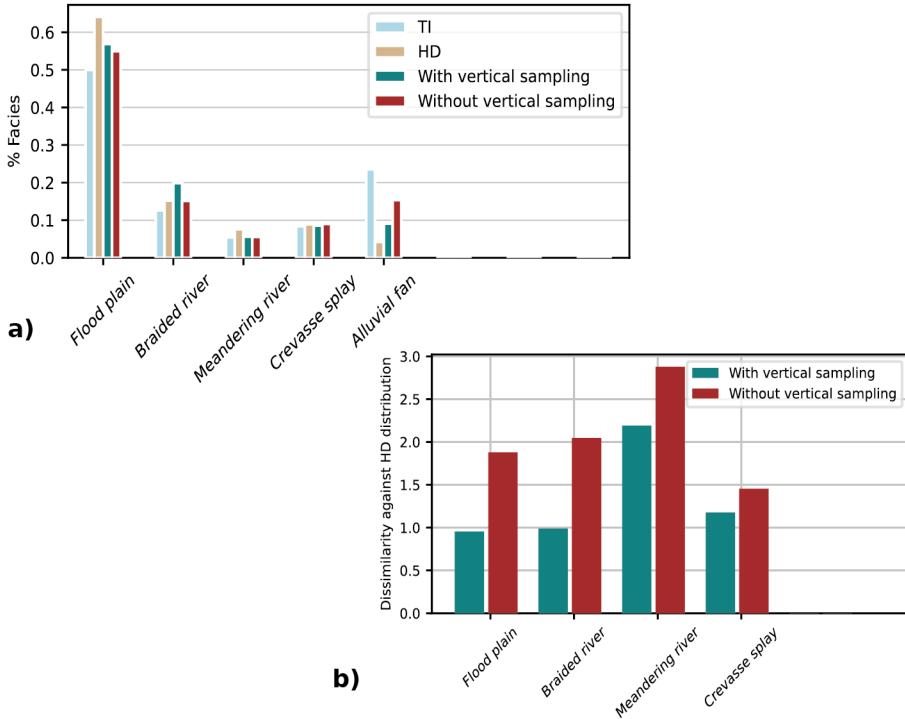 TI
HD
With vertical sampling
Without vertical sampling
% Facies
0.6
0.5
0.4
0.3
0.2
0.1
0.0
Flood plain
Braided river
Meandering river
Crevasse splay
Alluvial fan
a)
With vertical sampling
Without vertical sampling
Dissimilarity against HD distribution
3.0
2.5
2.0
1.5
1.0
0.5
0.0
Flood plain
Braided river
Meandering river
Crevasse splay
b)